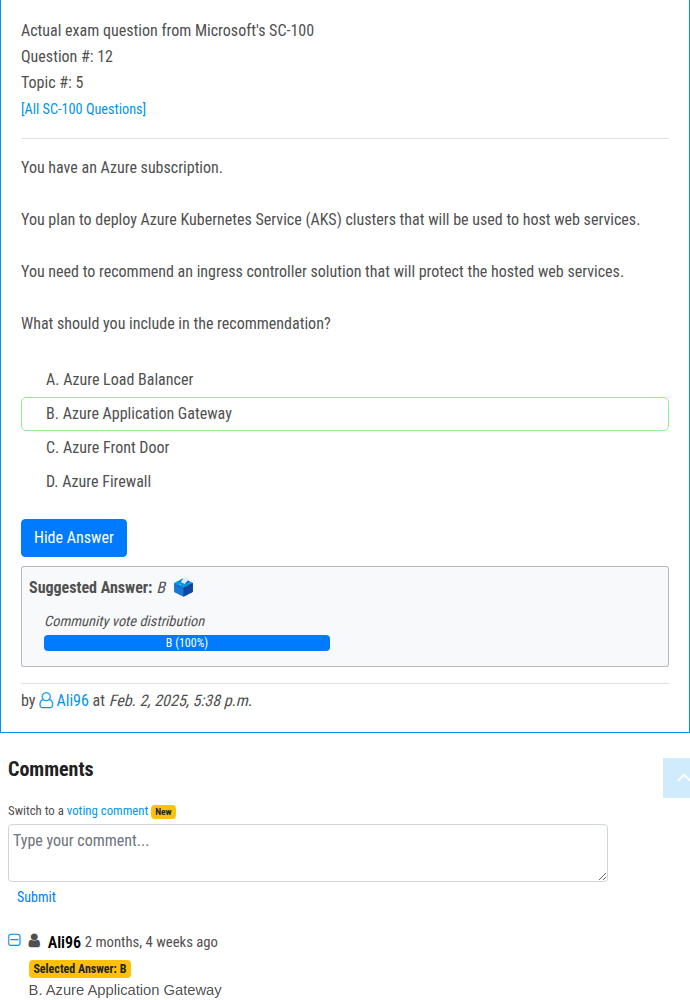 Actual exam question from Microsoft's SC-100
Question #: 12
Topic #: 5
[All SC-100 Questions]
You have an Azure subscription.
You plan to deploy Azure Kubernetes Service (AKS) clusters that will be used to host web services.
You need to recommend an ingress controller solution that will protect the hosted web services.
What should you include in the recommendation?
A. Azure Load Balancer
B. Azure Application Gateway
C. Azure Front Door
D. Azure Firewall
Hide Answer
Suggested Answer: B
Community vote distribution
B (100%)
by Ali96 at Feb. 2, 2025, 5:38 p.m.
Comments
Switch to a voting comment New
Type your comment...
Submit
Ali96 2 months, 4 weeks ago
Selected Answer: B
B. Azure Application Gateway